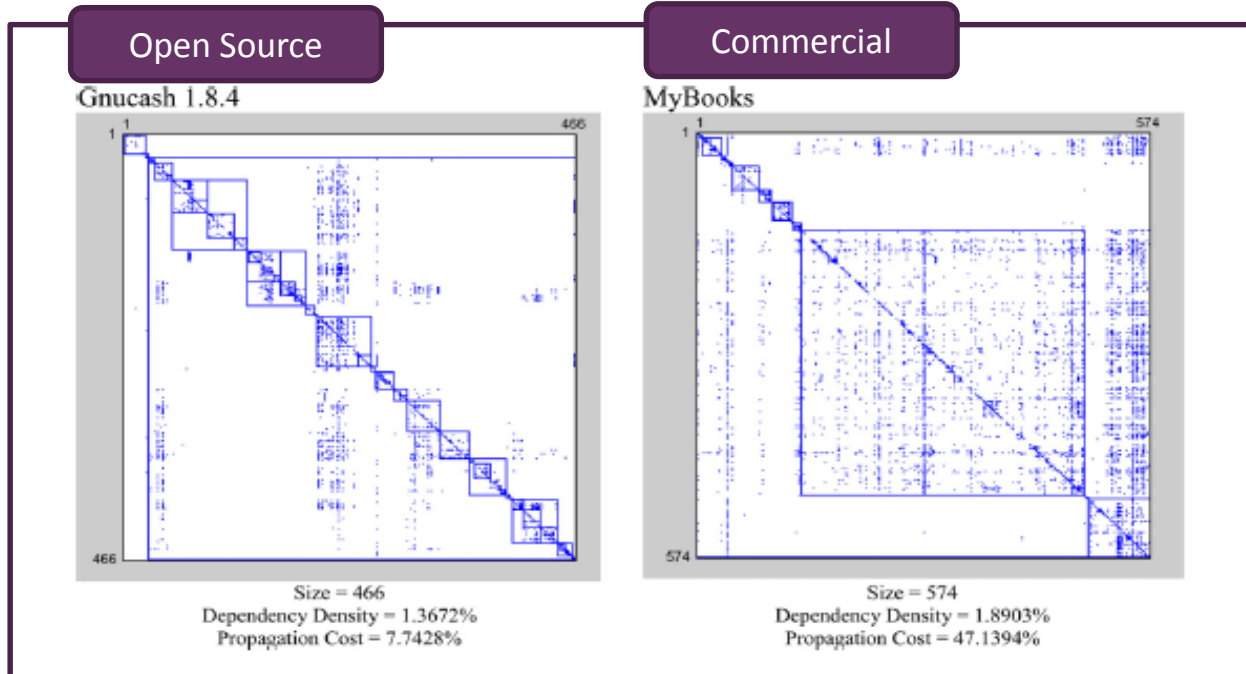 Open Source
Commercial
Gnucash 1.8.4
MyBooks
1
466
1
466
1
574
1
574
Size = 466
Dependency Density = 1.3672%
Propagation Cost = 7.7428%
Size = 574
Dependency Density = 1.8903%
Propagation Cost = 47.1394%